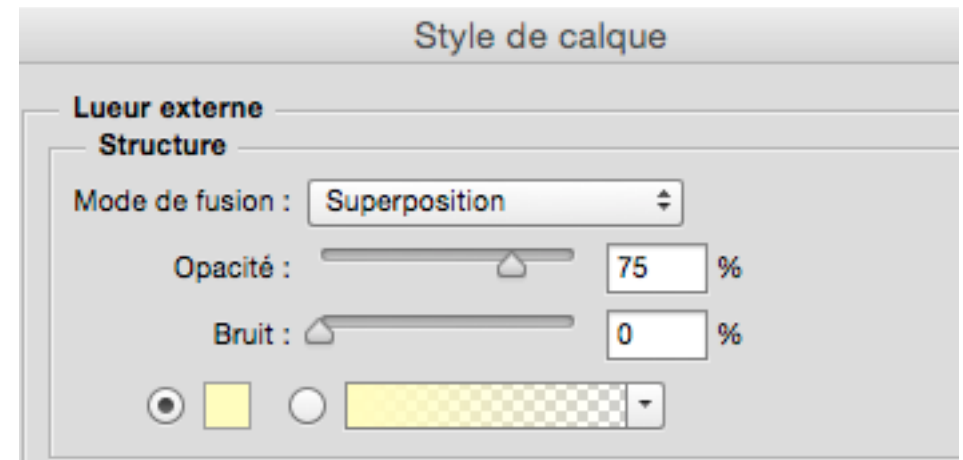 Style de calque
Lueur externe
Structure
Mode de fusion : Superposition
Opacité : 75 %
Bruit : 0 %